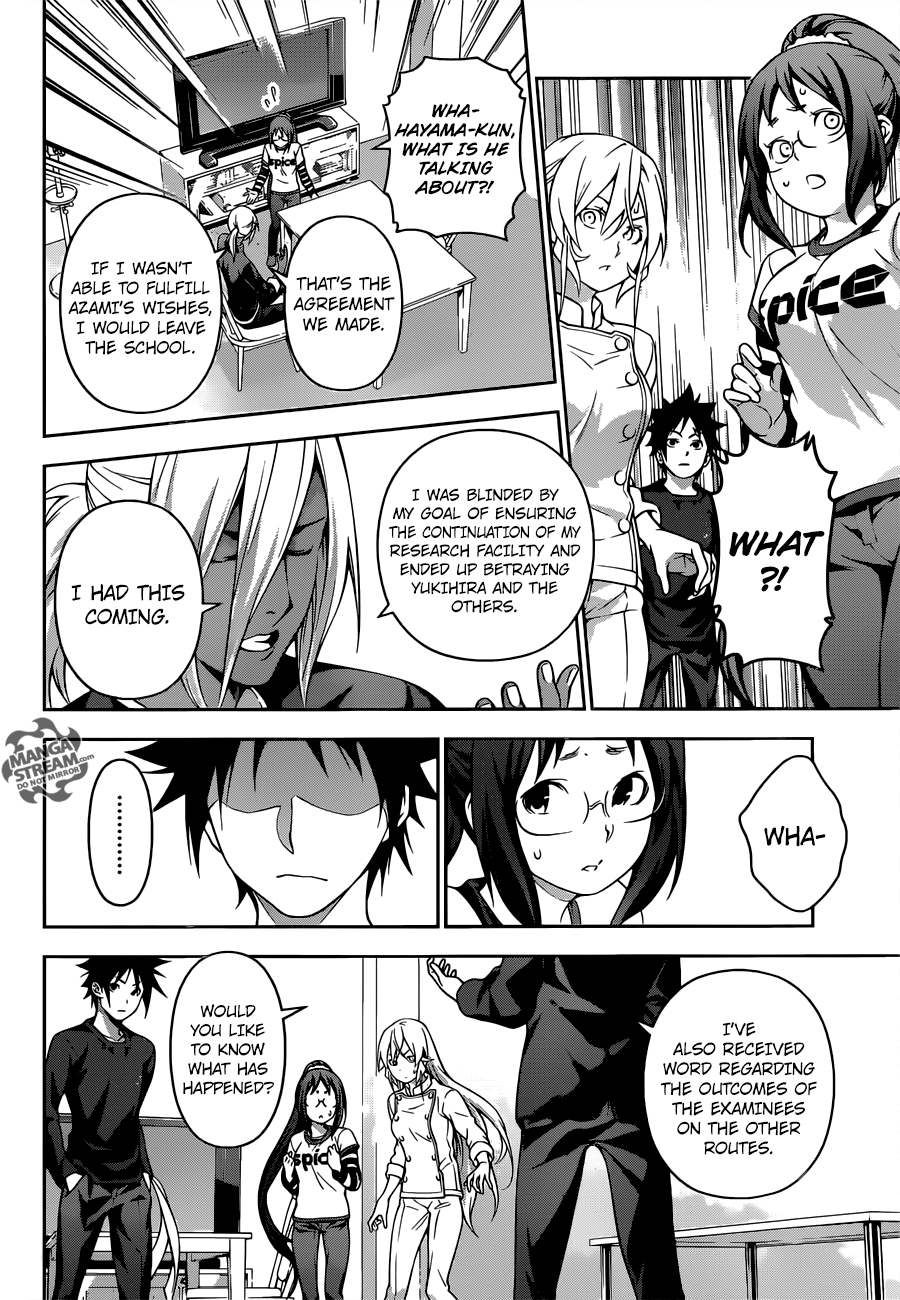 WHAT
?!
spice
WHA-
HAYAMA-KUN,
WHAT IS HE
TALKING
ABOUT?!
spice
THAT'S THE
AGREEMENT
WE MADE.
IF I WASN'T
ABLE TO FULFILL
AZAMI'S WISHES,
I WOULD LEAVE
THE SCHOOL.
I WAS BLINDED BY
MY GOAL OF ENSURING
THE CONTINUATION OF MY
RESEARCH FACILITY AND
ENDED UP BETRAYING
YUKIHIRA AND THE
OTHERS.
I HAD THIS
COMING.
MANGA
STREAM.com
DO NOT MIRROR
WHA-
.........
I'VE
ALSO RECEIVED
WORD REGARDING
THE OUTCOMES OF
THE EXAMINEES
ON THE OTHER
ROUTES.
WOULD
YOU LIKE
TO KNOW
WHAT HAS
HAPPENED?
spice